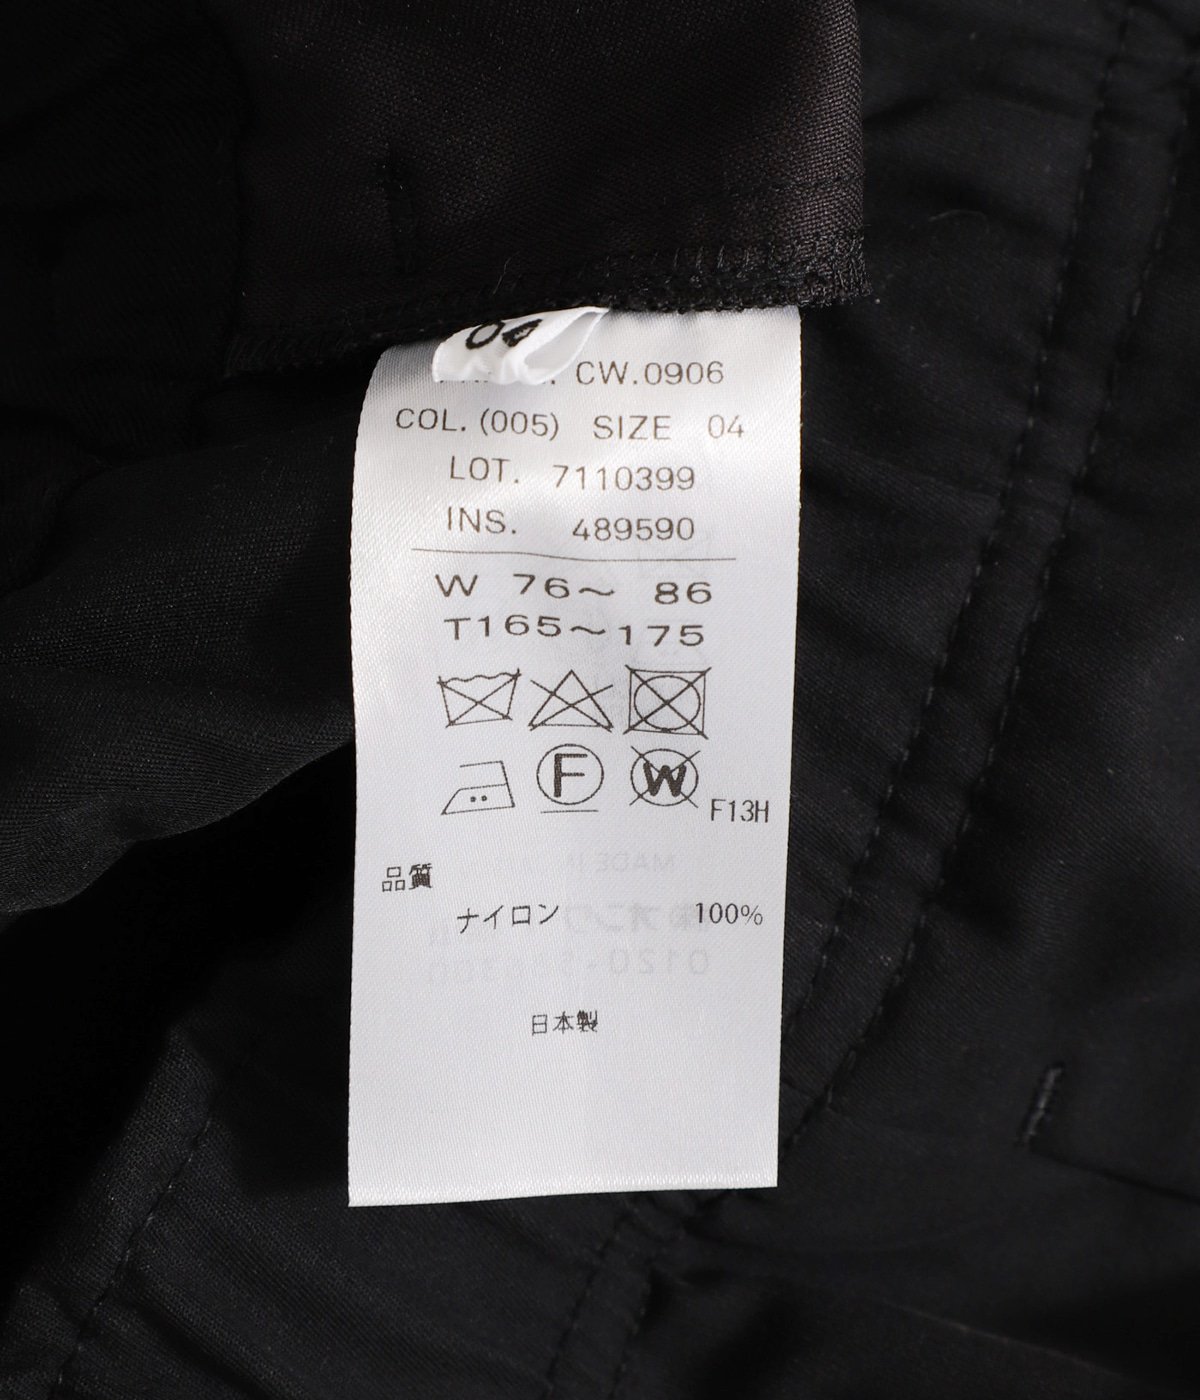 04
CW.0906
COL. (005) SIZE 04
LOT. 7110399
INS. 489590
W 76～ 86
T165～175
F
W
F13H
品質
ナイロン 100%
日本製